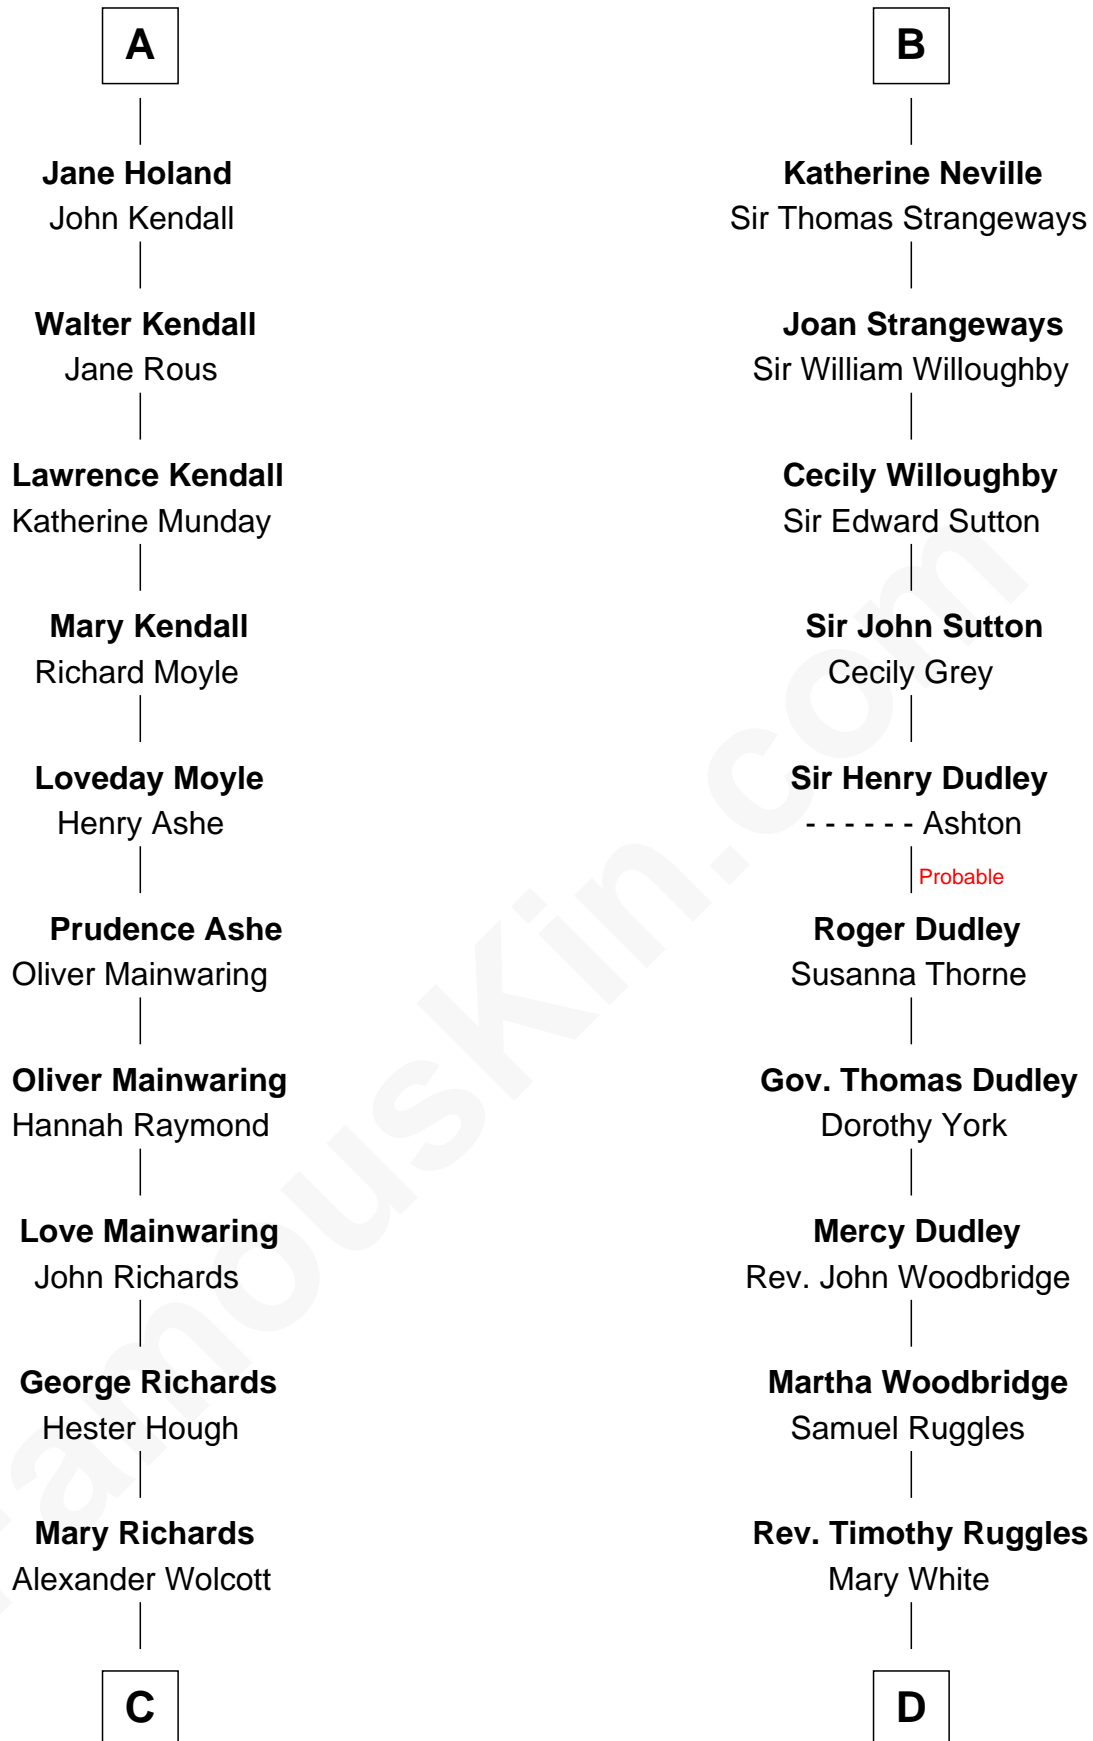 A
Jane Holand
John Kendall
Walter Kendall
Jane Rous
Lawrence Kendall
Katherine Munday
Mary Kendall
Richard Moyle
Loveday Moyle
Henry Ashe
Prudence Ashe
Oliver Mainwaring
Oliver Mainwaring
Hannah Raymond
Love Mainwaring
John Richards
George Richards
Hester Hough
Mary Richards
Alexander Wolcott
C
B
Katherine Neville
Sir Thomas Strangeways
Joan Strangeways
Sir William Willoughby
Cecily Willoughby
Sir Edward Sutton
Sir John Sutton
Cecily Grey
Sir Henry Dudley
- - - - - - Ashton
Probable
Roger Dudley
Susanna Thorne
Gov. Thomas Dudley
Dorothy York
Mercy Dudley
Rev. John Woodbridge
Martha Woodbridge
Samuel Ruggles
Rev. Timothy Ruggles
Mary White
D
FamousKin.com